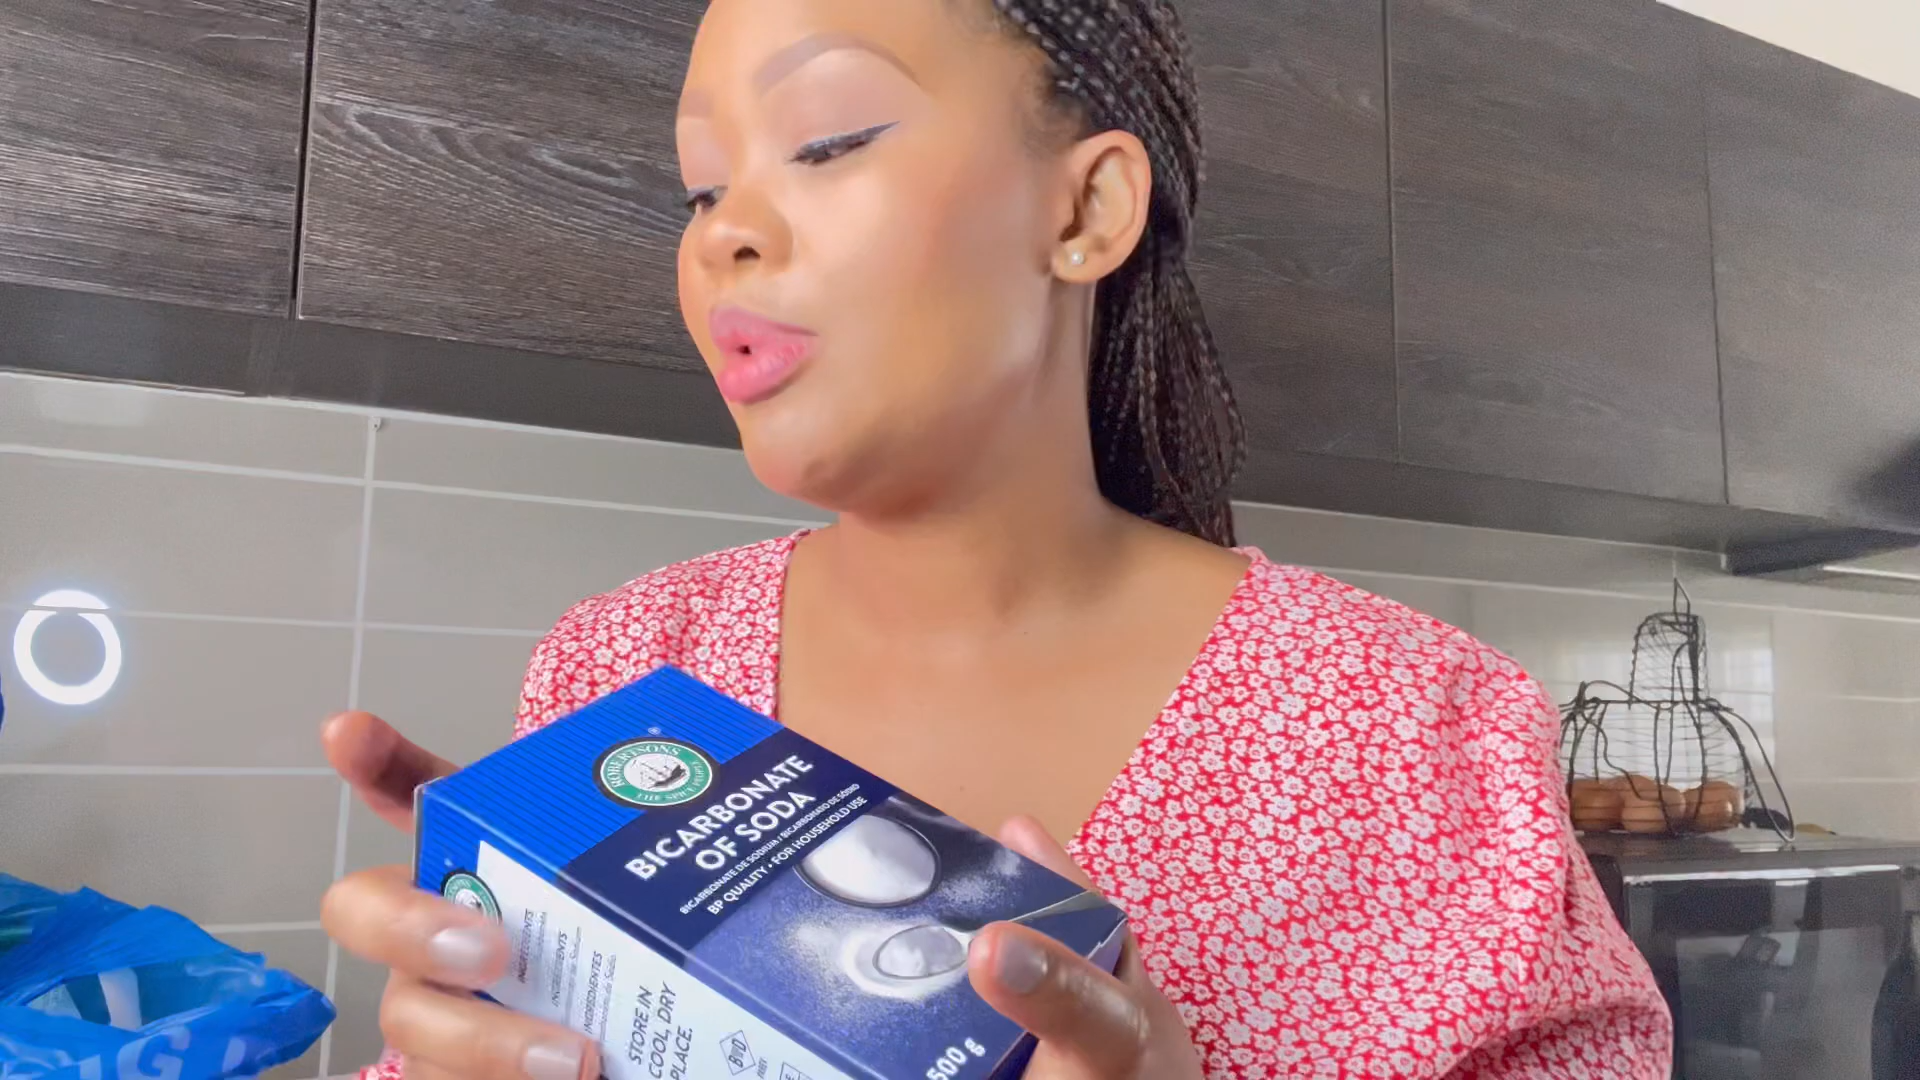 ROBERTSONS
®
THE SPICE PEOPLE
BICARBONATE
OF SODA
BICARBONATE DE SODIUM / BICARBONATO DE SÓDIO
BP QUALITY • FOR HOUSEHOLD USE
500 g
INGREDIENTS
INGRÉDIENTS
INGREDIENTES
STORE IN
COOL, DRY
PLACE.